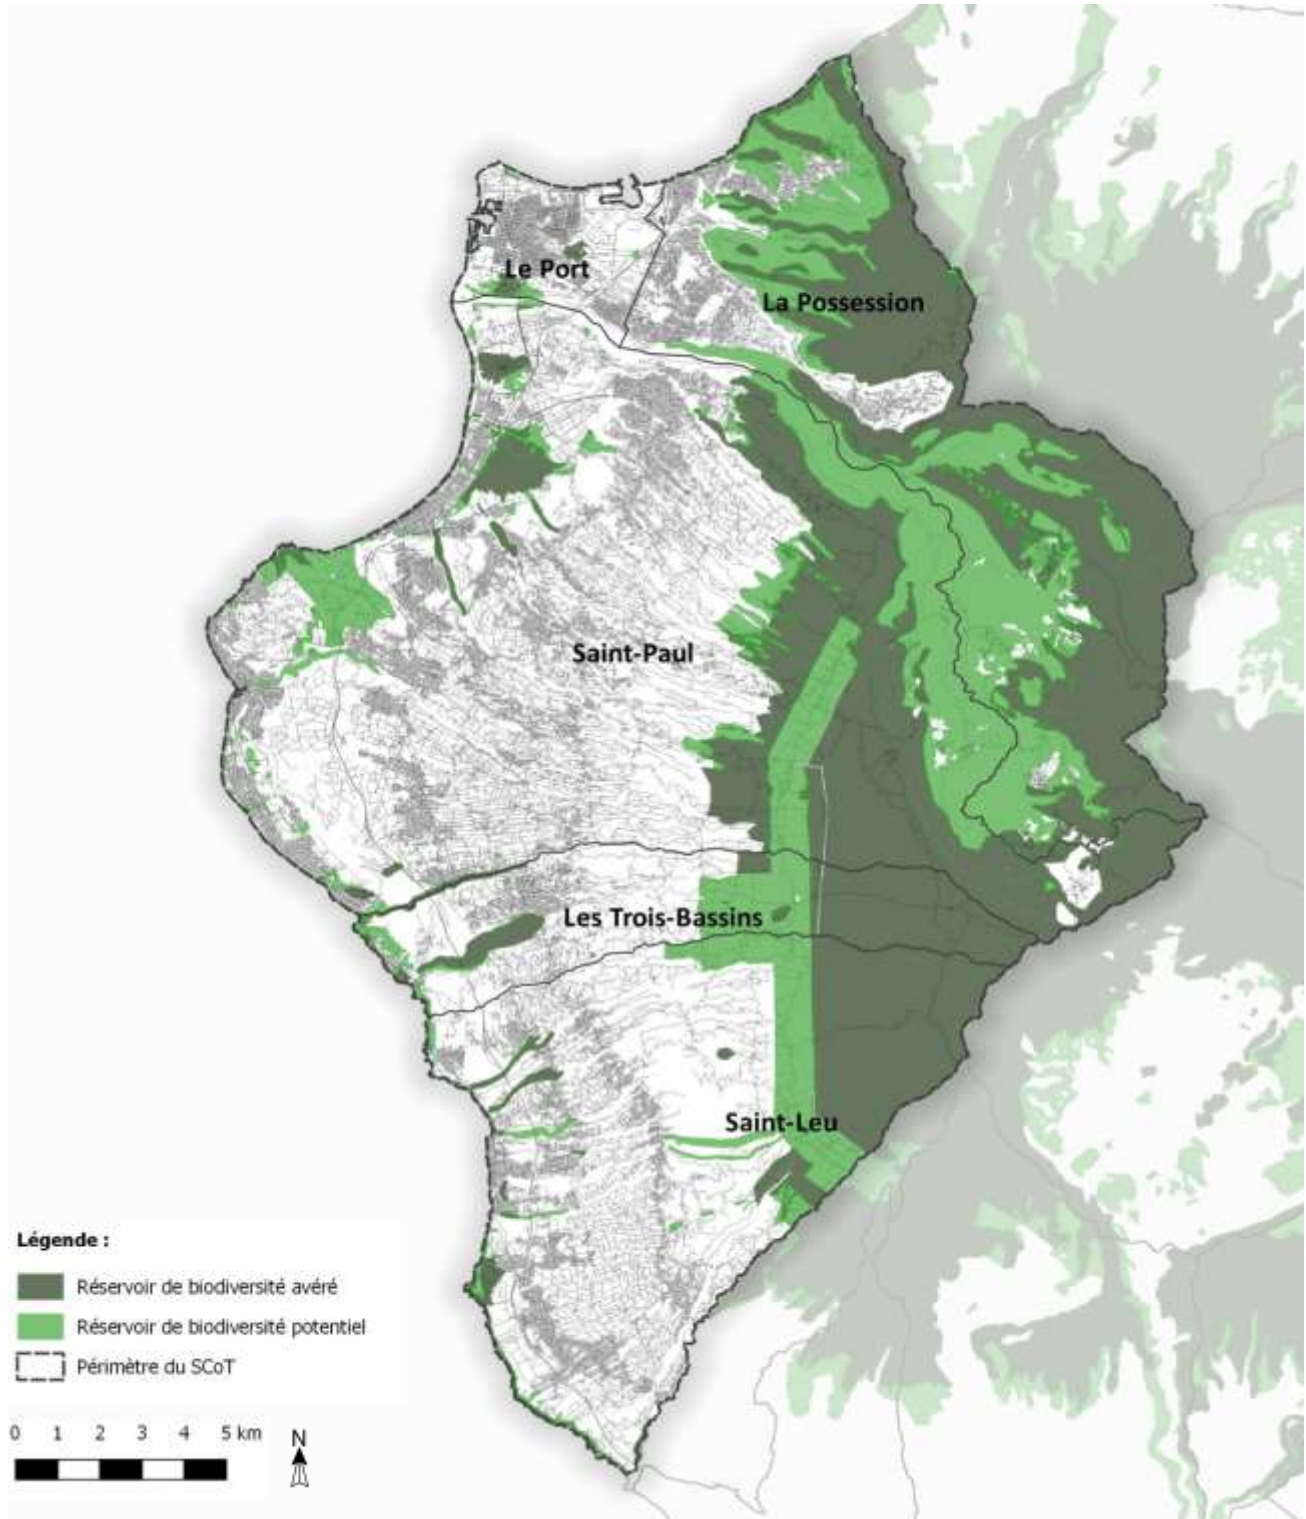 Le Port
La Possession
Saint-Paul
Les Trois-Bassins
Saint-Leu
Légende :
Réservoir de biodiversité avéré
Réservoir de biodiversité potentiel
Périmètre du SCoT
0 1 2 3 4 5 km
N